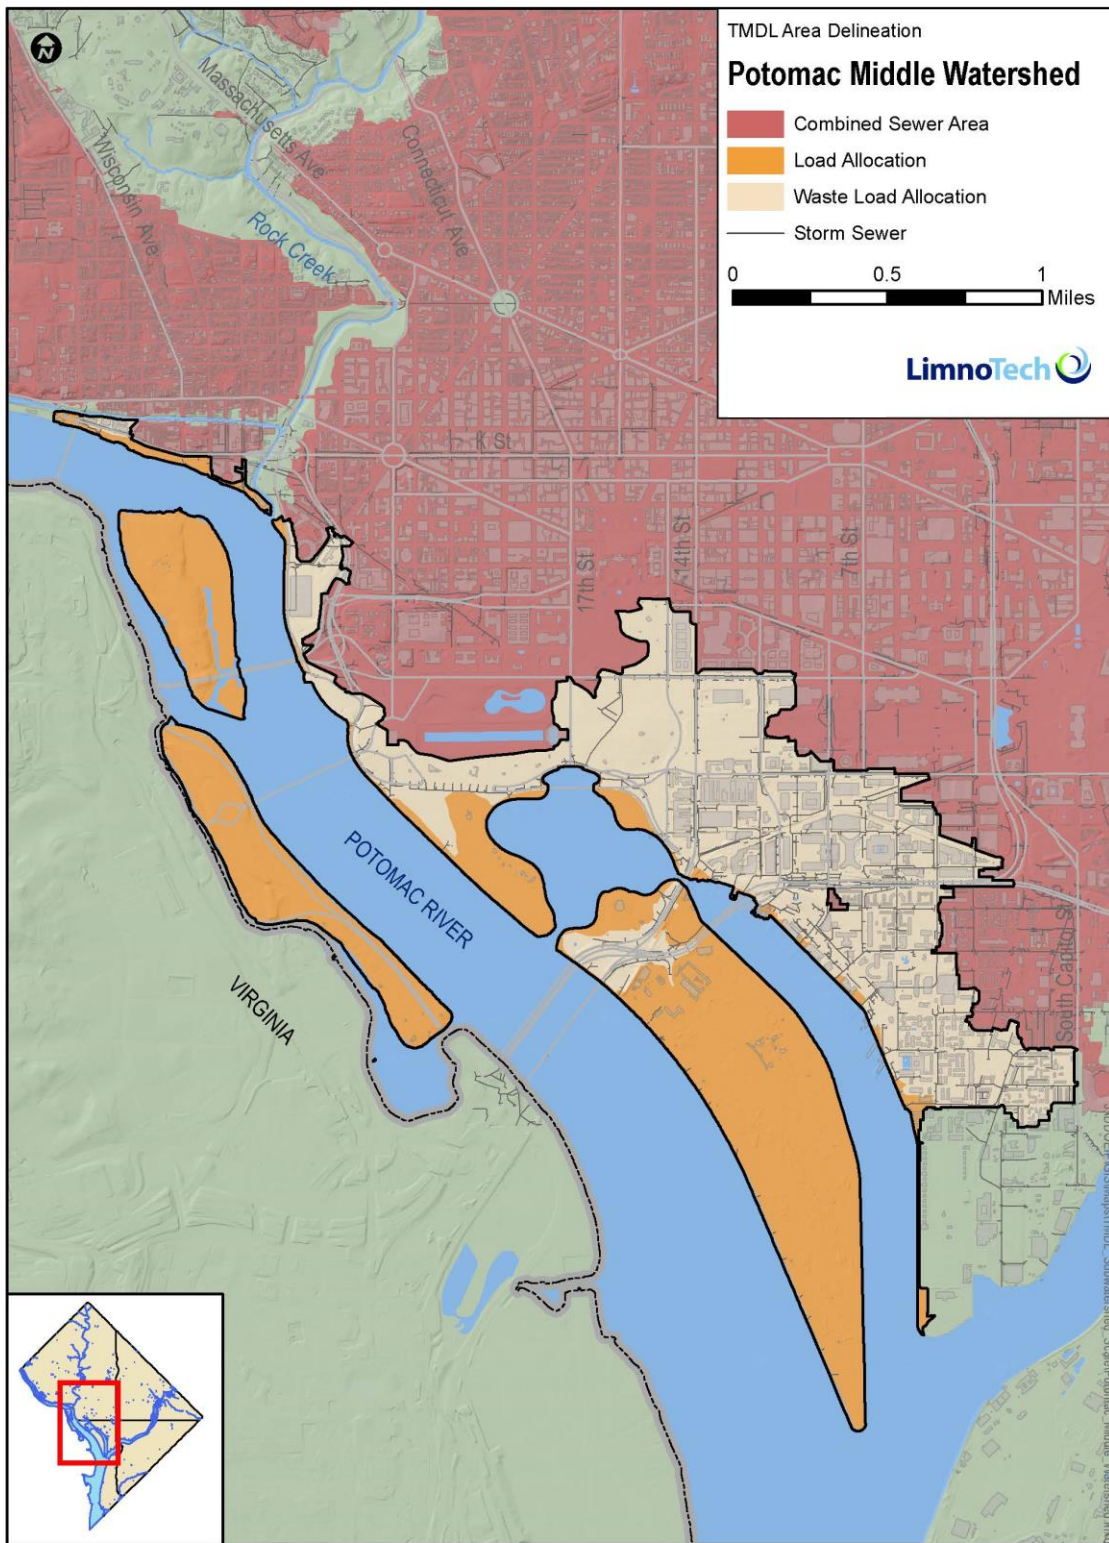 TMDL Area Delineation
Potomac Middle Watershed
Combined Sewer Area
Load Allocation
Waste Load Allocation
Storm Sewer
0 0.5 1
Miles
LimnoTech
N
Massachusetts Ave
Wisconsin Ave
Connecticut Ave
Rock Creek
K St
17th St
14th St
7th St
POTOMAC RIVER
VIRGINIA
South Capitol St